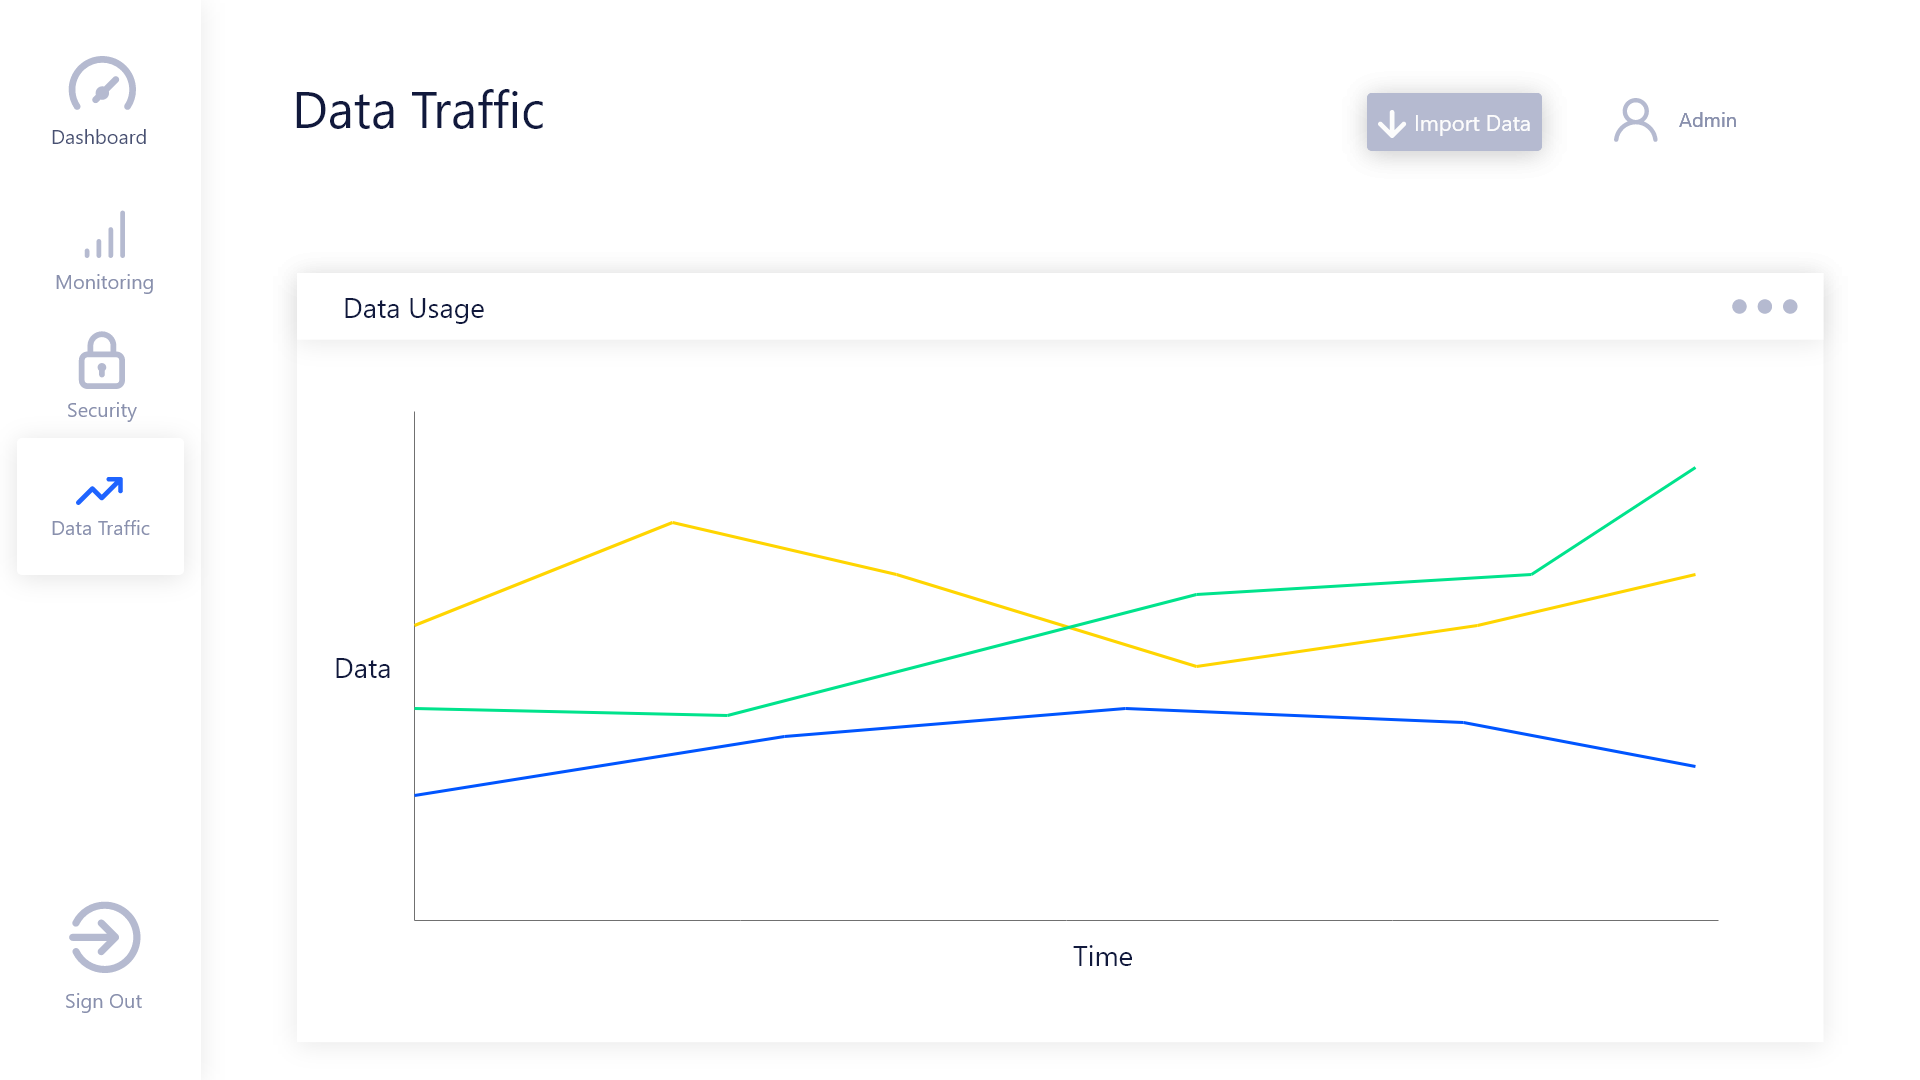 Dashboard
Monitoring
Security
Data Traffic
Sign Out
Data Traffic
Import Data
Admin
Data Usage
Data
Time